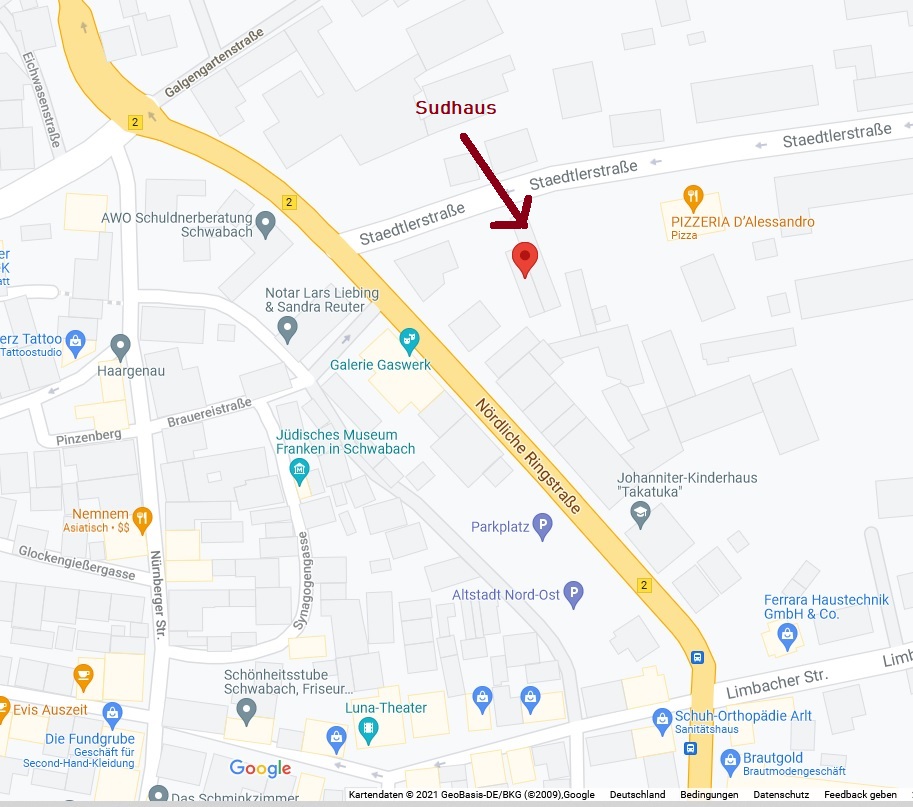 Eichwasenstraße
Galgengartenstraße
2
Sudhaus
Staedtlerstraße
Staedtlerstraße
Staedtlerstraße
2
AWO Schuldnerberatung
Schwabach
PIZZERIA D'Alessandro
Pizza
Notar Lars Liebing
& Sandra Reuter
Tattoo
Tattoostudio
Haargenau
Galerie Gaswerk
Brauereistraße
Pinzenberg
Nördliche Ringstraße
Jüdisches Museum
Franken in Schwabach
Johanniter-Kinderhaus
"Takatuka"
Nemnem
Asiatisch • $$
Parkplatz
P
Glockengießergasse
Nürnberger Str.
Synagogengasse
Altstadt Nord-Ost
P
2
Ferrara Haustechnik
GmbH & Co.
Limbacher Str.
Limb
Schönheitsstube
Schwabach, Friseur...
Evis Auszeit
Luna-Theater
Schuh-Orthopädie Arlt
Sanitätshaus
Die Fundgrube
Geschäft für
Second-Hand-Kleidung
Brautgold
Brautmodengeschäft
Google
Das Schminkzimmer
Kartendaten © 2021 GeoBasis-DE/BKG (©2009),Google Deutschland Bedingungen Datenschutz Feedback geben